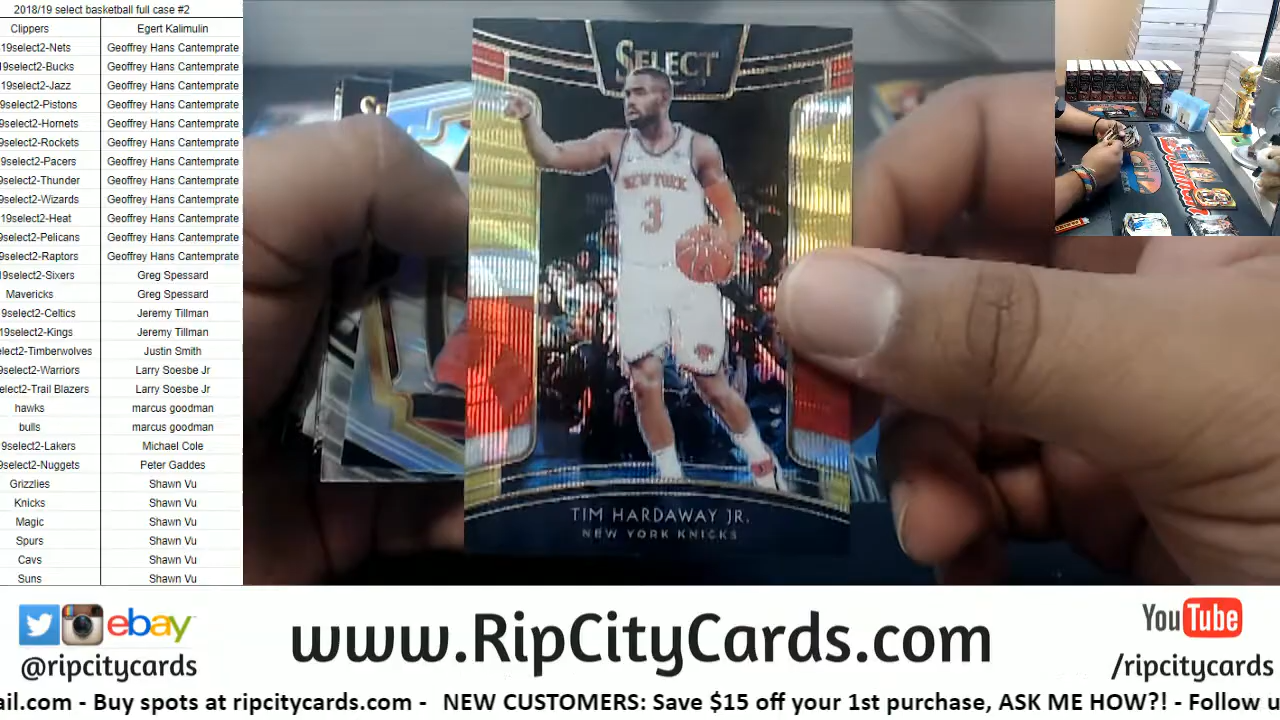 2018/19 select basketball full case #2
Clippers Egert Kalimulin
19select2-Nets Geoffrey Hans Cantemprate
9select2-Bucks Geoffrey Hans Cantemprate
19select2-Jazz Geoffrey Hans Cantemprate
9select2-Pistons Geoffrey Hans Cantemprate
9select2-Hornets Geoffrey Hans Cantemprate
9select2-Rockets Geoffrey Hans Cantemprate
9select2-Pacers Geoffrey Hans Cantemprate
9select2-Thunder Geoffrey Hans Cantemprate
9select2-Wizards Geoffrey Hans Cantemprate
19select2-Heat Geoffrey Hans Cantemprate
9select2-Pelicans Geoffrey Hans Cantemprate
9select2-Raptors Geoffrey Hans Cantemprate
19select2-Sixers Greg Spessard
Mavericks Greg Spessard
9select2-Celtics Jeremy Tillman
19select2-Kings Jeremy Tillman
elect2-Timberwolves Justin Smith
9select2-Warriors Larry Soesbe Jr
select2-Trail Blazers Larry Soesbe Jr
hawks marcus goodman
bulls marcus goodman
9select2-Lakers Michael Cole
9select2-Nuggets Peter Gaddes
Grizzlies Shawn Vu
Knicks Shawn Vu
Magic Shawn Vu
Spurs Shawn Vu
Cavs Shawn Vu
Suns Shawn Vu
SELECT
NEW YORK
3
TIM HARDAWAY JR.
NEW YORK KNICKS
Bowman
ebay
@ripcitycards
www.RipCityCards.com
YouTube
/ripcitycards
ail.com - Buy spots at ripcitycards.com - NEW CUSTOMERS: Save $15 off your 1st purchase, ASK ME HOW?! - Follow u